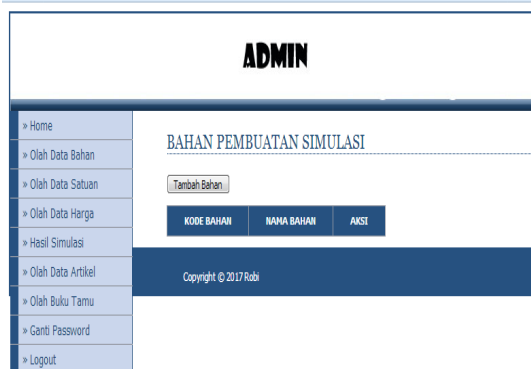 ADMIN
» Home
» Olah Data Bahan
» Olah Data Satuan
» Olah Data Harga
» Hasil Simulasi
» Olah Data Artikel
» Olah Buku Tamu
» Ganti Password
» Logout
BAHAN PEMBUATAN SIMULASI
Tambah Bahan
KODE BAHAN NAMA BAHAN AKSI
Copyright © 2017 Robi